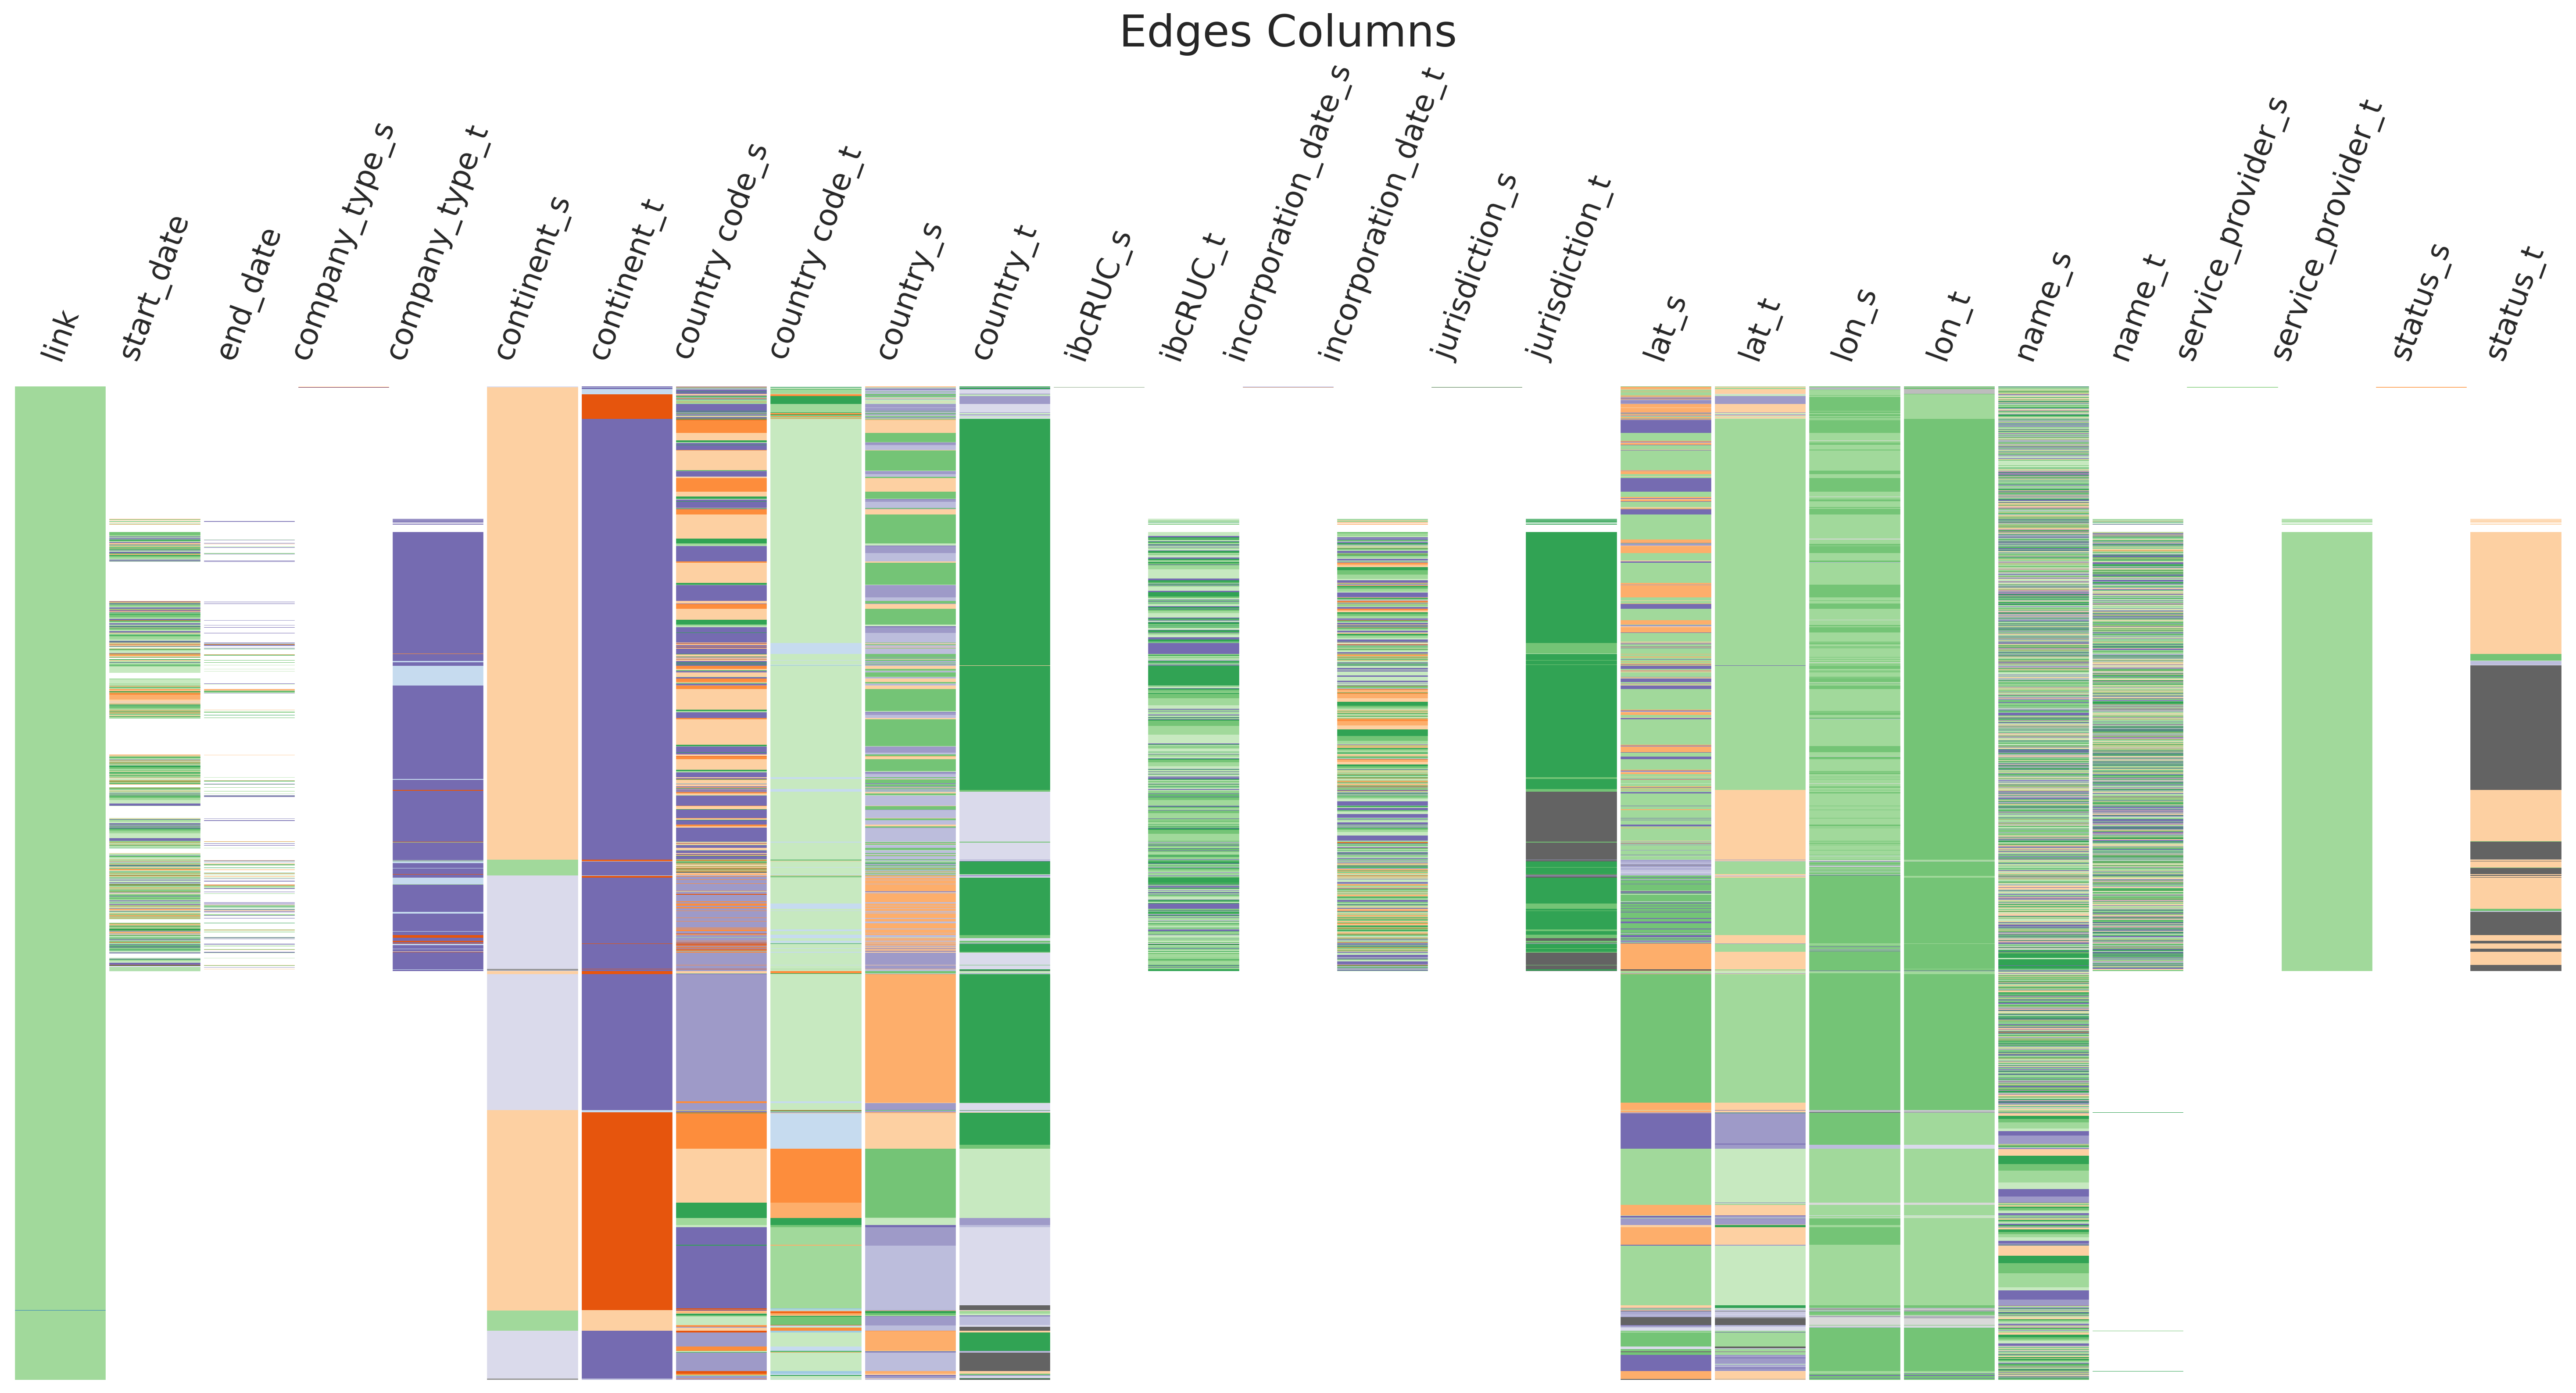 Edges Columns
link
start_date
end_date
company_type_s
company_type_t
continent_s
continent_t
country code_s
country code_t
country_s
country_t
ibcRUC_s
ibcRUC_t
incorporation_date_s
incorporation_date_t
jurisdiction_s
jurisdiction_t
lat_s
lat_t
lon_s
lon_t
name_s
name_t
service_provider_s
service_provider_t
status_s
status_t